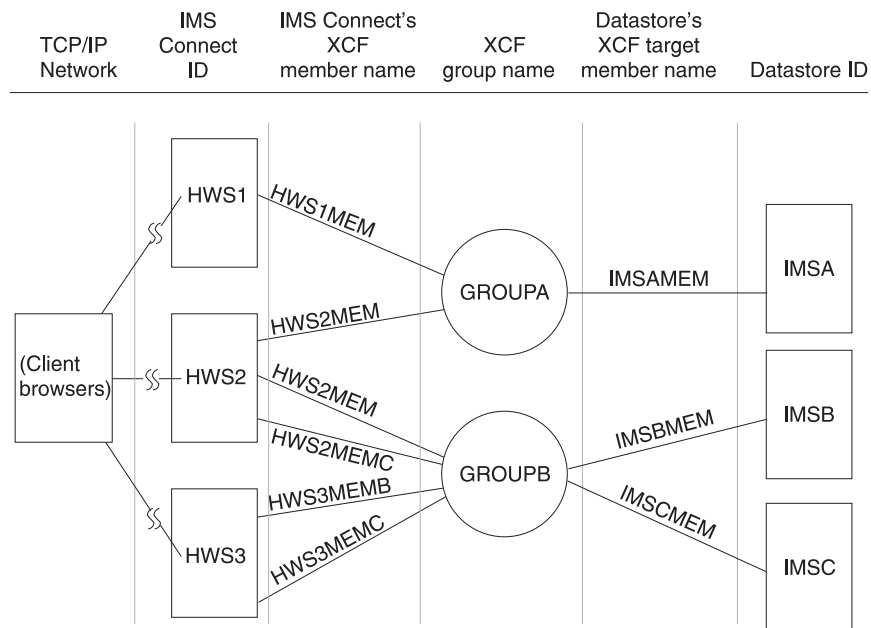 TCP/IP
Network
IMS
Connect
ID
IMS Connect's
XCF
member name
XCF
group name
Datastore's
XCF target
member name
Datastore ID
HWS1
HWS1MEM
GROUPA
IMSAMEM
IMSA
HWS2MEM
(Client
browsers)
HWS2
HWS2MEM
HWS2MEMC
GROUPB
IMSBMEM
IMSB
HWS3MEMB
IMSCMEM
HWS3
HWS3MEMC
IMSC